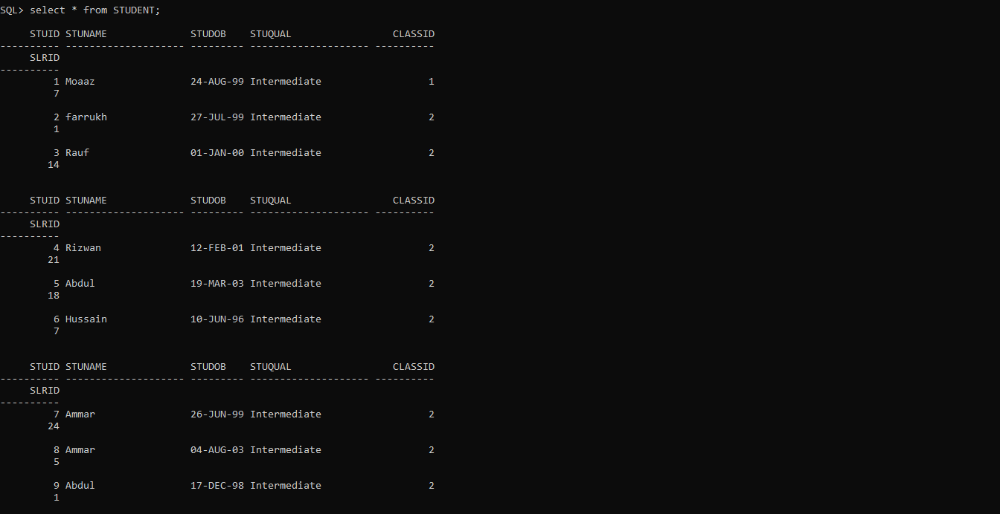 SQL> select * from STUDENT;
     STUID STUNAME              STUDOB    STUQUAL                 CLASSID
---------- -------------------- --------- -------------------- ----------
     SLRID
----------
         1 Moaaz                24-AUG-99 Intermediate                  1
         7
         2 farrukh              27-JUL-99 Intermediate                  2
         1
         3 Rauf                 01-JAN-00 Intermediate                  2
        14
     STUID STUNAME              STUDOB    STUQUAL                 CLASSID
---------- -------------------- --------- -------------------- ----------
     SLRID
----------
         4 Rizwan               12-FEB-01 Intermediate                  2
        21
         5 Abdul                19-MAR-03 Intermediate                  2
        18
         6 Hussain              10-JUN-96 Intermediate                  2
         7
     STUID STUNAME              STUDOB    STUQUAL                 CLASSID
---------- -------------------- --------- -------------------- ----------
     SLRID
----------
         7 Ammar                26-JUN-99 Intermediate                  2
        24
         8 Ammar                04-AUG-03 Intermediate                  2
         5
         9 Abdul                17-DEC-98 Intermediate                  2
         1